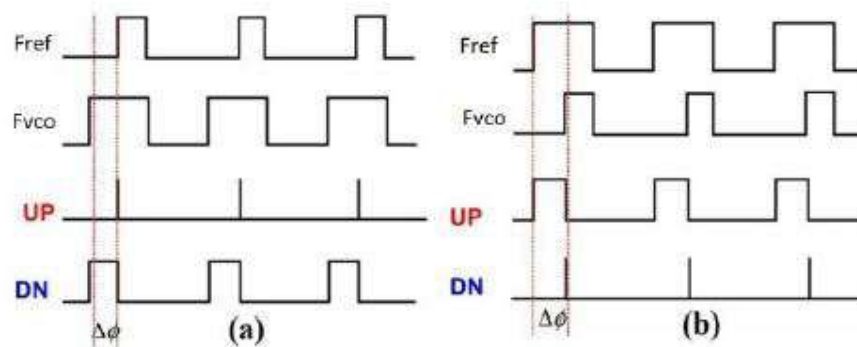 Fref
Fvco
UP
DN
Δϕ
(a)
Fref
Fvco
UP
DN
Δϕ
(b)